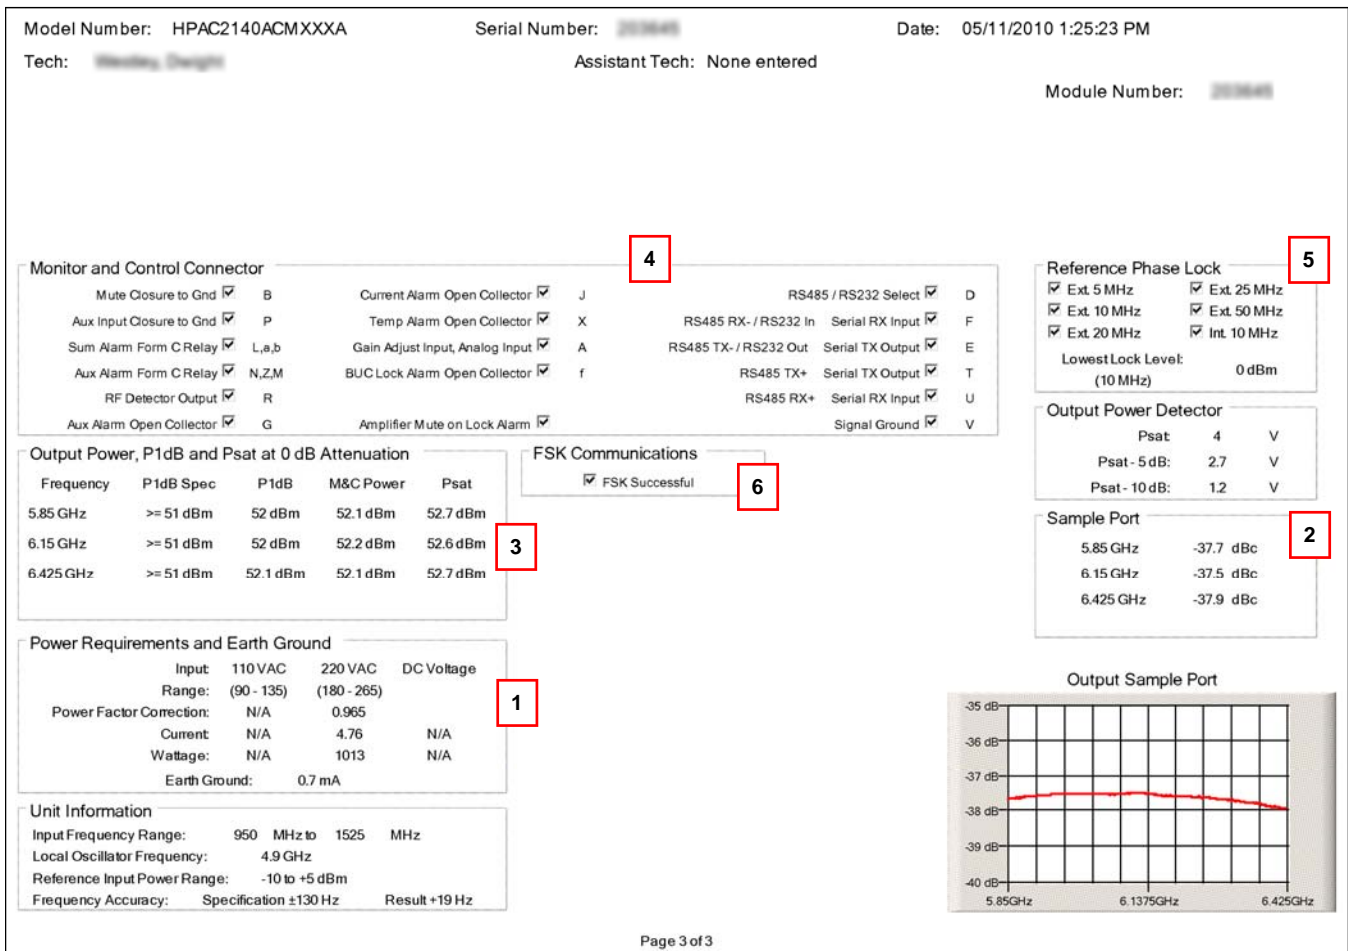 Model Number: HPAC2140ACMXXXA Serial Number: Date: 05/11/2010 1:25:23 PM
Tech: Assistant Tech: None entered
Module Number:
4
5
Monitor and Control Connector
Mute Closure to Gnd B Current Alarm Open Collector J RS485 / RS232 Select D
Aux Input Closure to Gnd P Temp Alarm Open Collector X RS485 RX- / RS232 In Serial RX Input F
Sum Alarm Form C Relay L,a,b Gain Adjust Input, Analog Input A RS485 TX- / RS232 Out Serial TX Output E
Aux Alarm Form C Relay N,Z,M BUC Lock Alarm Open Collector f RS485 TX+ Serial TX Output T
RF Detector Output R RS485 RX+ Serial RX Input U
Aux Alarm Open Collector G Amplifier Mute on Lock Alarm Signal Ground V
Reference Phase Lock
Ext. 5 MHz Ext. 25 MHz
Ext. 10 MHz Ext. 50 MHz
Ext. 20 MHz Int. 10 MHz
Lowest Lock Level: 0 dBm
(10 MHz)
Output Power Detector
Psat: 4 V
Psat - 5 dB: 2.7 V
Psat - 10 dB: 1.2 V
Output Power, P1dB and Psat at 0 dB Attenuation
Frequency P1dB Spec P1dB M&C Power Psat
5.85 GHz >= 51 dBm 52 dBm 52.1 dBm 52.7 dBm
6.15 GHz >= 51 dBm 52 dBm 52.2 dBm 52.6 dBm
6.425 GHz >= 51 dBm 52.1 dBm 52.1 dBm 52.7 dBm
3
FSK Communications
FSK Successful
6
Sample Port
2
5.85 GHz -37.7 dBc
6.15 GHz -37.5 dBc
6.425 GHz -37.9 dBc
Power Requirements and Earth Ground
Input: 110 VAC 220 VAC DC Voltage
Range: (90 - 135) (180 - 265)
Power Factor Correction: N/A 0.965
Current: N/A 4.76 N/A
Wattage: N/A 1013 N/A
Earth Ground: 0.7 mA
1
Output Sample Port
-35 dB
-36 dB
-37 dB
-38 dB
-39 dB
-40 dB
5.85GHz 6.1375GHz 6.425GHz
Unit Information
Input Frequency Range: 950 MHz to 1525 MHz
Local Oscillator Frequency: 4.9 GHz
Reference Input Power Range: -10 to +5 dBm
Frequency Accuracy: Specification ±130 Hz Result +19 Hz
Page 3 of 3